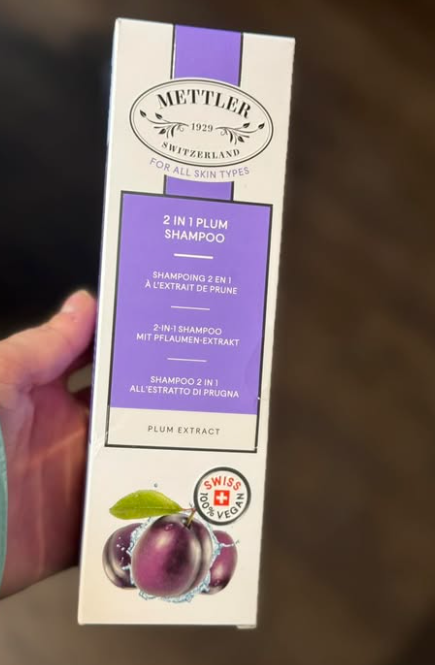 METTLER
1929
SWITZERLAND
FOR ALL SKIN TYPES
2 IN 1 PLUM
SHAMPOO
SHAMPOING 2 EN 1
À L'EXTRAIT DE PRUNE
2-IN-1 SHAMPOO
MIT PFLAUMEN-EXTRAKT
SHAMPOO 2 IN 1
ALL'ESTRATTO DI PRUGNA
PLUM EXTRACT
SWISS
100% VEGAN